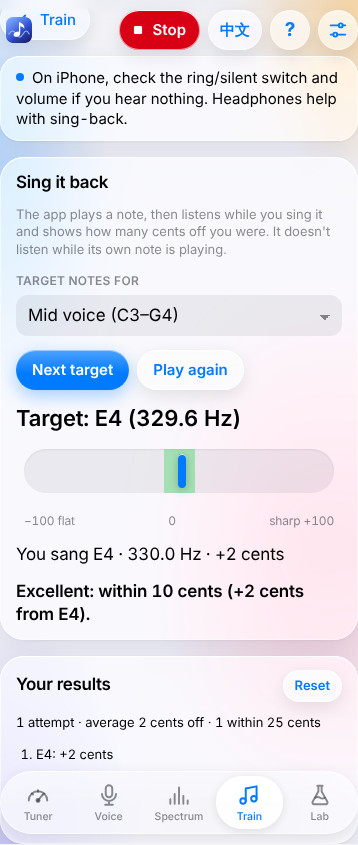 Train
Stop
中文
?
On iPhone, check the ring/silent switch and
volume if you hear nothing. Headphones help
with sing-back.
Sing it back
The app plays a note, then listens while you sing it
and shows how many cents off you were. It doesn't
listen while its own note is playing.
TARGET NOTES FOR
Mid voice (C3–G4)
Next target
Play again
Target: E4 (329.6 Hz)
−100 flat
0
sharp +100
You sang E4 · 330.0 Hz · +2 cents
Excellent: within 10 cents (+2 cents
from E4).
Your results
Reset
1 attempt · average 2 cents off · 1 within 25 cents
1. E4: +2 cents
Tuner
Voice
Spectrum
Train
Lab